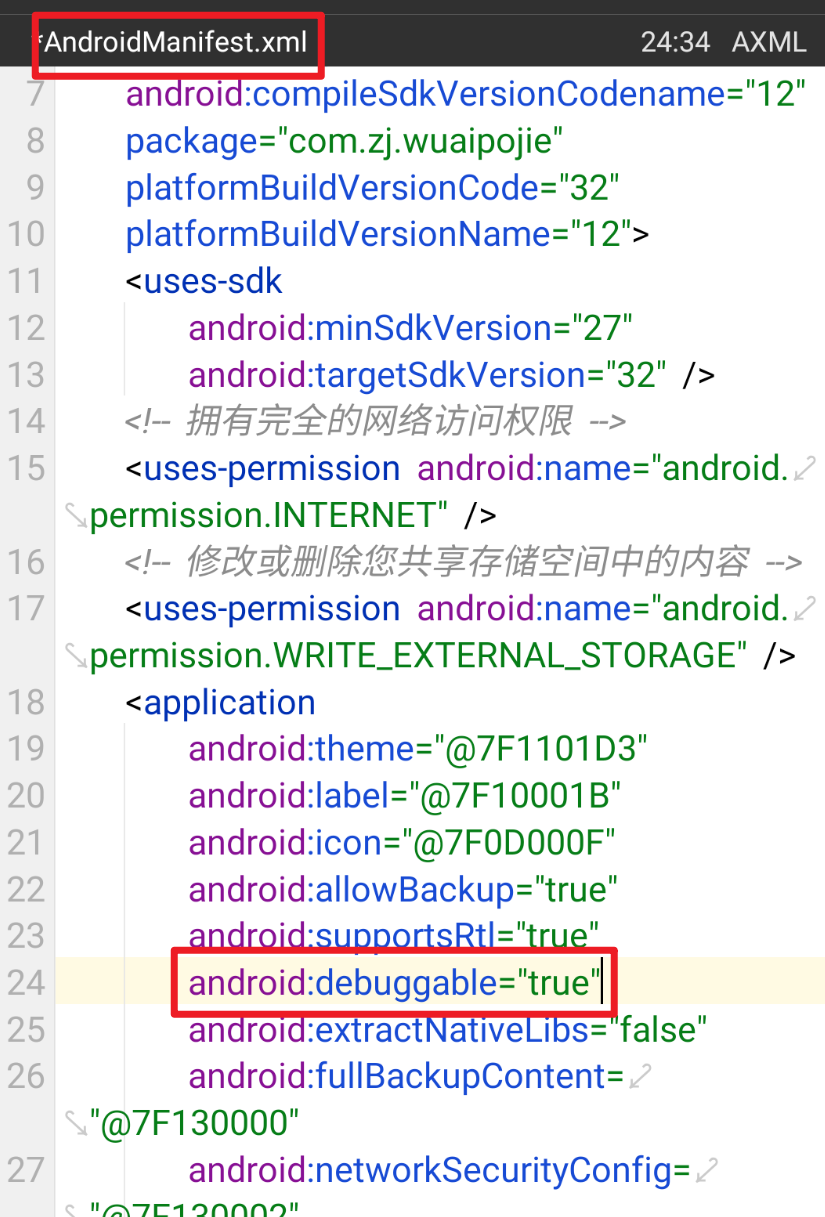 *AndroidManifest.xml 24:34 AXML
7 android:compileSdkVersionCodename="12"
8 package="com.zj.wuaipojie"
9 platformBuildVersionCode="32"
10 platformBuildVersionName="12">
11 <uses-sdk
12 android:minSdkVersion="27"
13 android:targetSdkVersion="32" />
14 <!-- 拥有完全的网络访问权限 -->
15 <uses-permission android:name="android.
permission.INTERNET" />
16 <!-- 修改或删除您共享存储空间中的内容 -->
17 <uses-permission android:name="android.
permission.WRITE_EXTERNAL_STORAGE" />
18 <application
19 android:theme="@7F1101D3"
20 android:label="@7F10001B"
21 android:icon="@7F0D000F"
22 android:allowBackup="true"
23 android:supportsRtl="true"
24 android:debuggable="true"
25 android:extractNativeLibs="false"
26 android:fullBackupContent=
"@7F130000"
27 android:networkSecurityConfig=
"@7F130002"